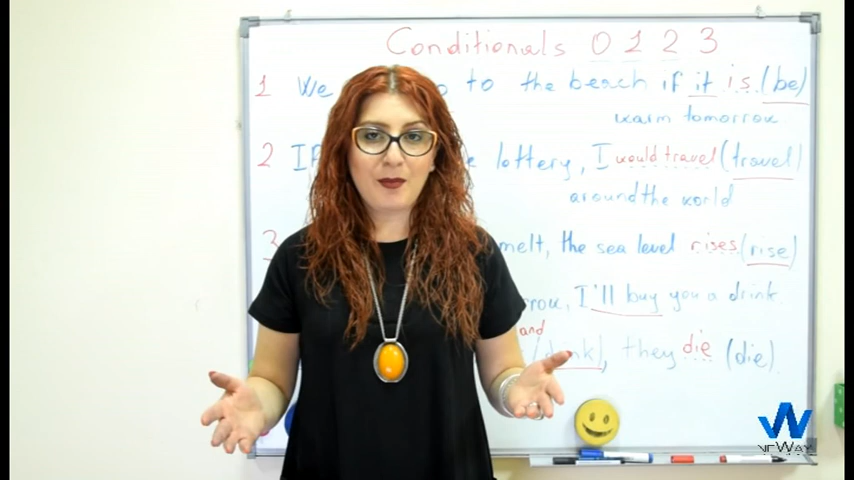 Conditionals 0 1 2 3
1 We to the beach if it is (be)
warm tomorrow.
2 If lottery, I would travel (travel)
around the world
3 melt, the sea level rises (rise)
I'll buy you a drink.
and
they die (die).
NEWAY